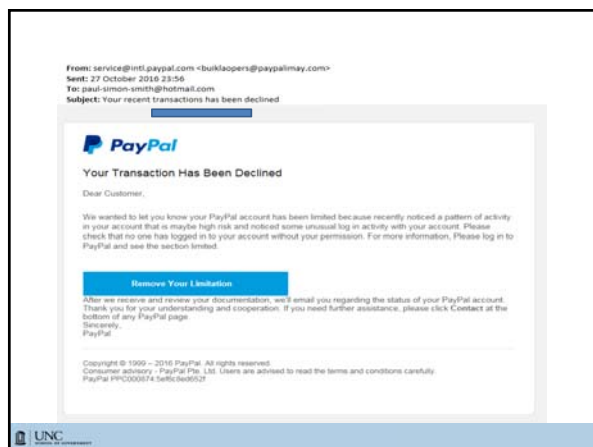 From: service@intl.paypal.com <buiklaopers@paypalimay.com>
Sent: 27 October 2016 23:56
To: paul-simon-smith@hotmail.com
Subject: Your recent transactions has been declined
PayPal
Your Transaction Has Been Declined
Dear Customer,
We wanted to let you know your PayPal account has been limited because recently noticed a pattern of activity
in your account that is maybe high risk and noticed some unusual log in activity with your account. Please
check that no one has logged in to your account without your permission. For more information, Please log in to
PayPal and see the section limited.
Remove Your Limitation
After we receive and review your documentation, we'll email you regarding the status of your PayPal account.
Thank you for your understanding and cooperation. If you need further assistance, please click Contact at the
bottom of any PayPal page.
Sincerely,
PayPal
Copyright © 1999 – 2016 PayPal. All rights reserved.
Consumer advisory - PayPal Pte. Ltd. Users are advised to read the terms and conditions carefully.
PayPal
UNC
SCHOOL OF GOVERNMENT